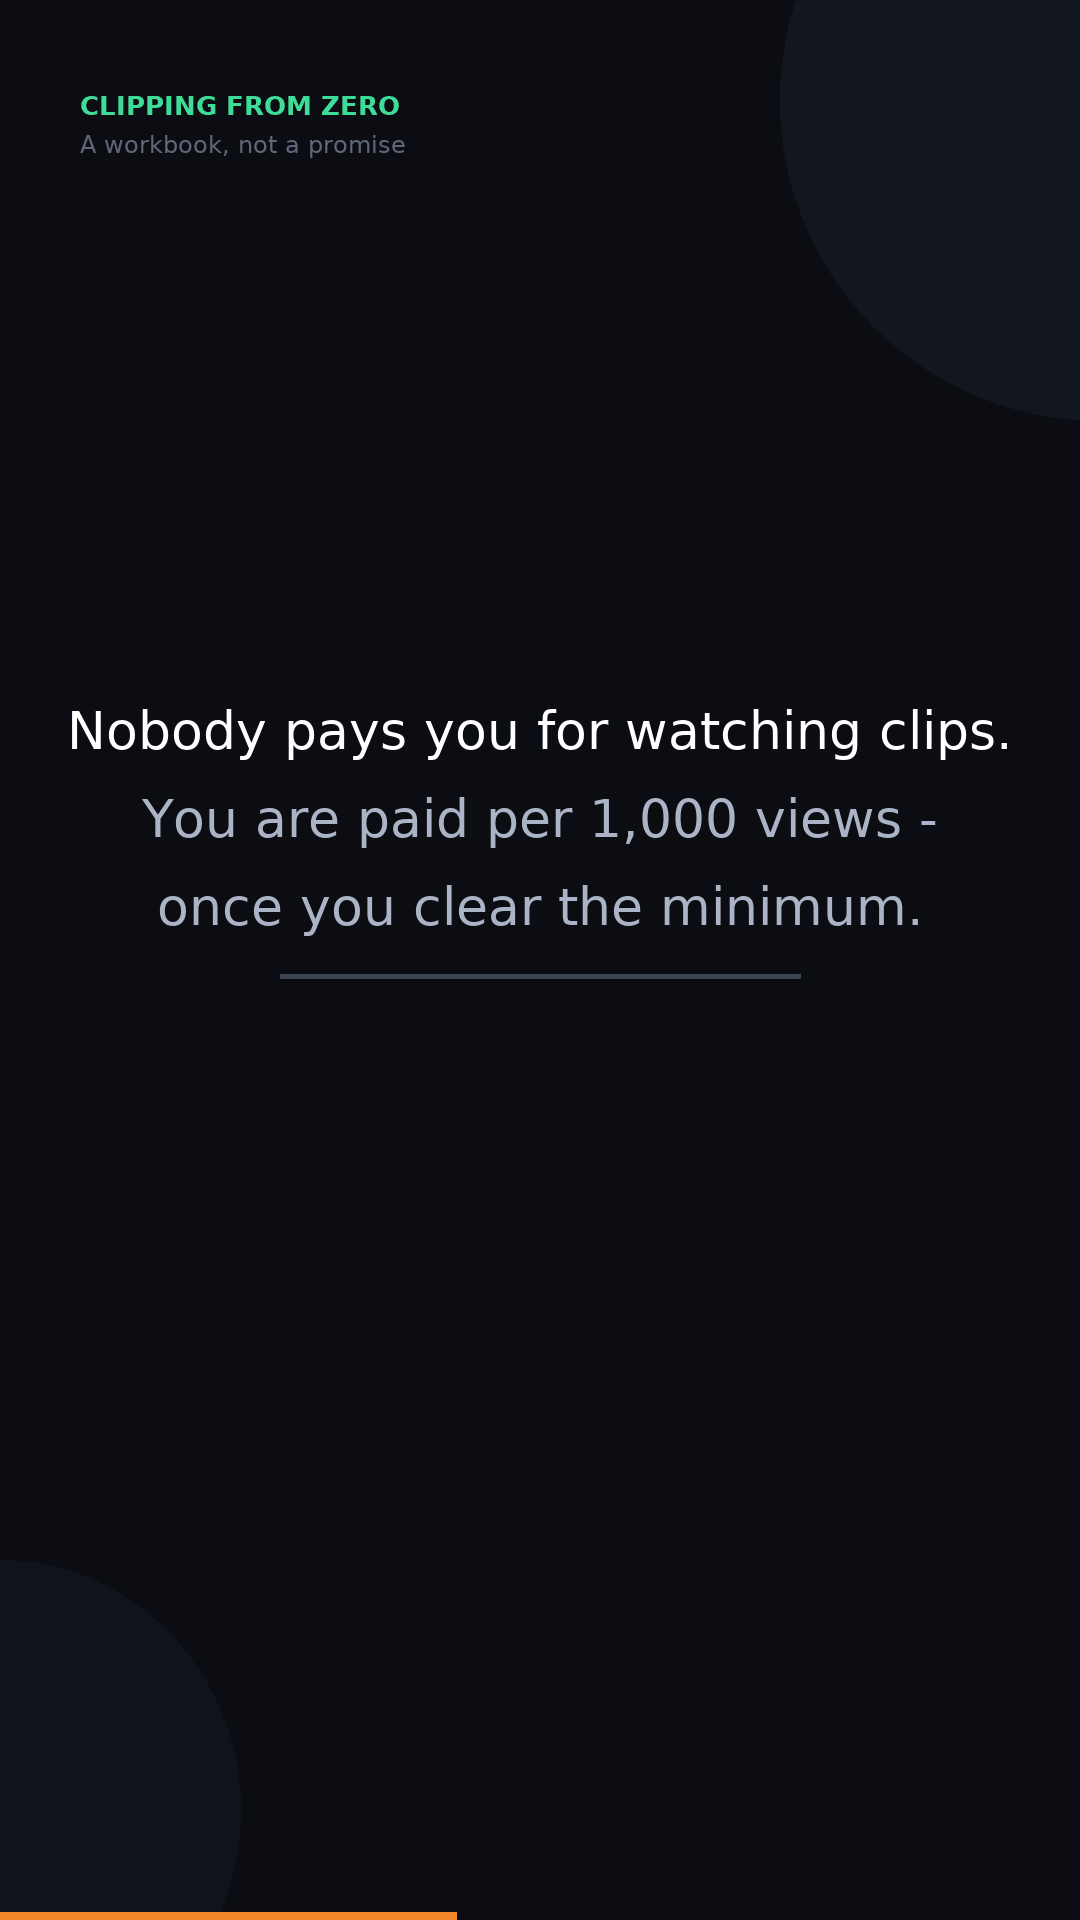 CLIPPING FROM ZERO
A workbook, not a promise
Nobody pays you for watching clips.
You are paid per 1,000 views -
once you clear the minimum.